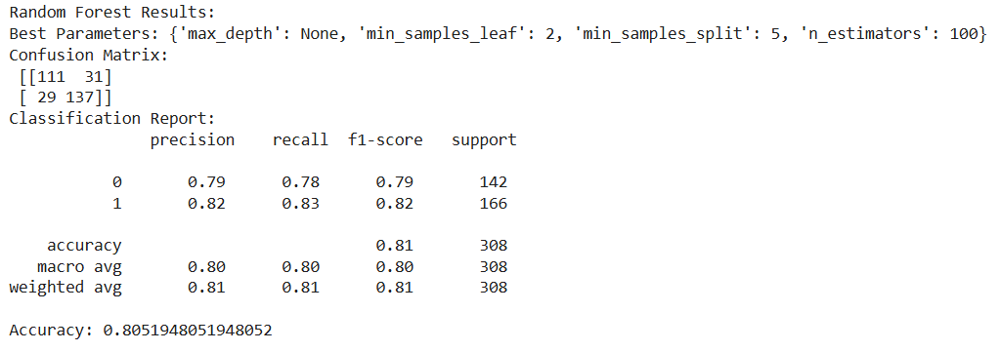 Random Forest Results:
Best Parameters: {'max_depth': None, 'min_samples_leaf': 2, 'min_samples_split': 5, 'n_estimators': 100}
Confusion Matrix:
 [[111  31]
 [ 29 137]]
Classification Report:
              precision    recall  f1-score   support

           0       0.79      0.78      0.79       142
           1       0.82      0.83      0.82       166

    accuracy                           0.81       308
   macro avg       0.80      0.80      0.80       308
weighted avg       0.81      0.81      0.81       308

Accuracy: 0.8051948051948052